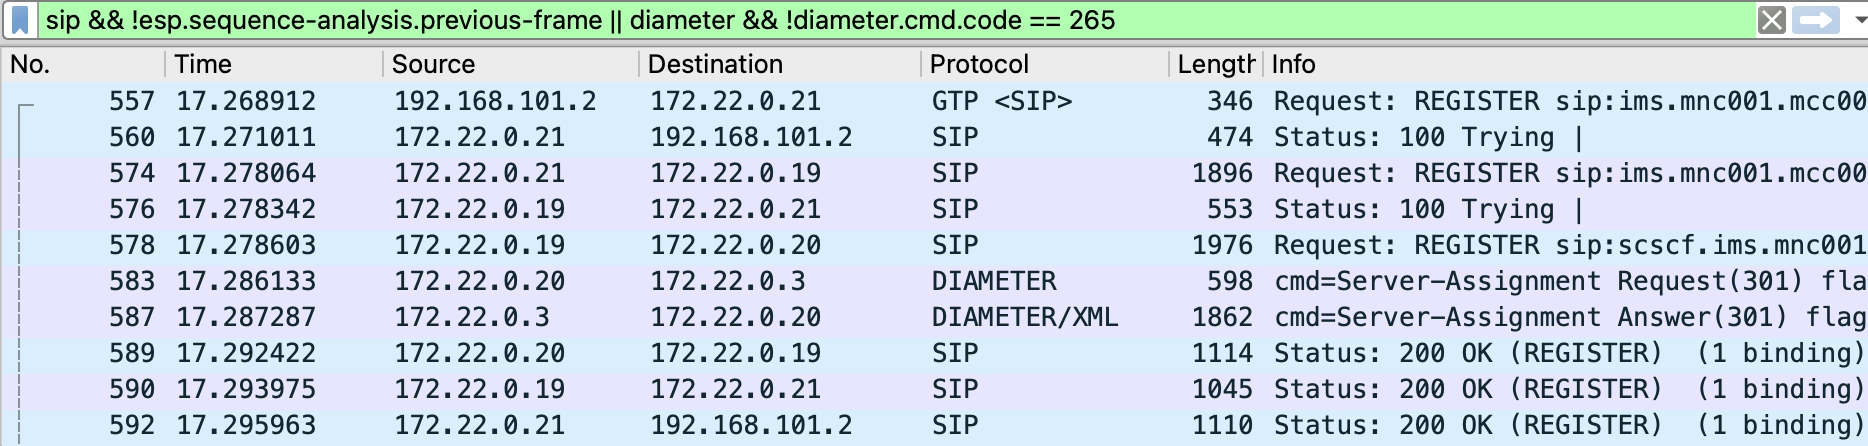 sip && !esp.sequence-analysis.previous-frame || diameter && !diameter.cmd.code == 265
No. Time Source Destination Protocol Length Info
557 17.268912 192.168.101.2 172.22.0.21 GTP <SIP> 346 Request: REGISTER sip:ims.mnc001.mcc00
560 17.271011 172.22.0.21 192.168.101.2 SIP 474 Status: 100 Trying |
574 17.278064 172.22.0.21 172.22.0.19 SIP 1896 Request: REGISTER sip:ims.mnc001.mcc00
576 17.278342 172.22.0.19 172.22.0.21 SIP 553 Status: 100 Trying |
578 17.278603 172.22.0.19 172.22.0.20 SIP 1976 Request: REGISTER sip:scscf.ims.mnc001
583 17.286133 172.22.0.20 172.22.0.3 DIAMETER 598 cmd=Server-Assignment Request(301) fla
587 17.287287 172.22.0.3 172.22.0.20 DIAMETER/XML 1862 cmd=Server-Assignment Answer(301) flag
589 17.292422 172.22.0.20 172.22.0.19 SIP 1114 Status: 200 OK (REGISTER) (1 binding)
590 17.293975 172.22.0.19 172.22.0.21 SIP 1045 Status: 200 OK (REGISTER) (1 binding)
592 17.295963 172.22.0.21 192.168.101.2 SIP 1110 Status: 200 OK (REGISTER) (1 binding)